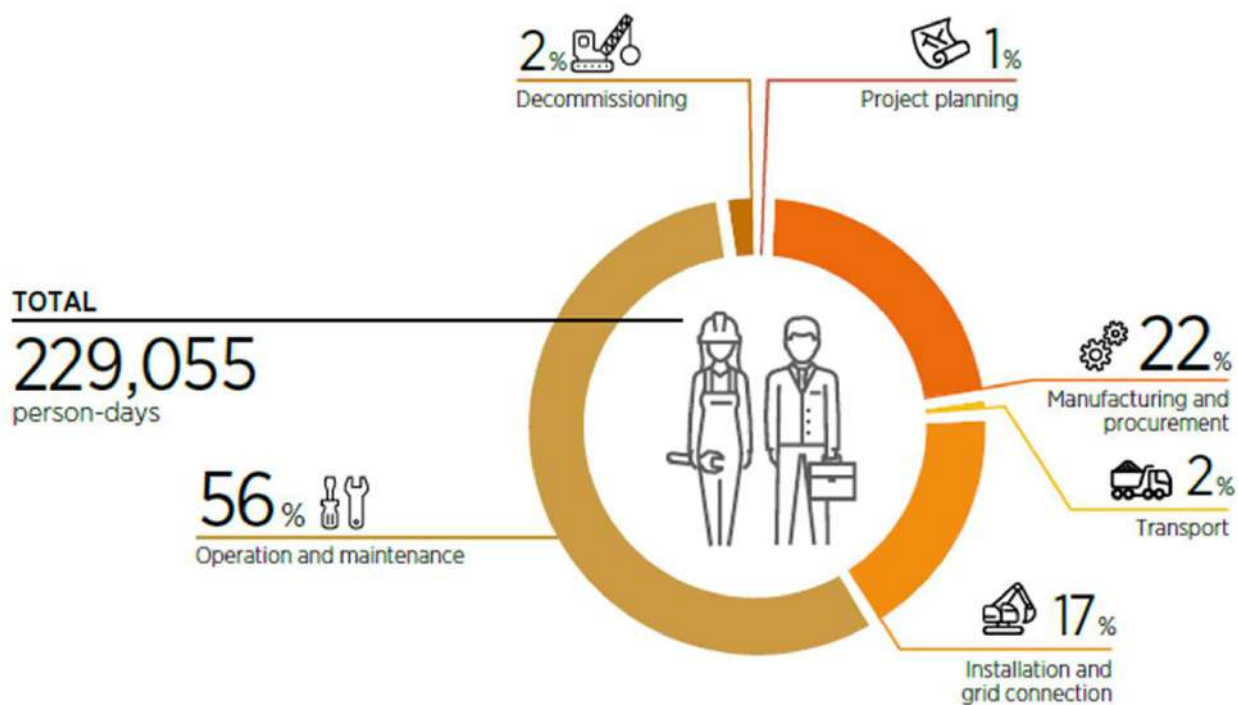 2%
Decommissioning
1%
Project planning
TOTAL
229,055
person-days
22%
Manufacturing and
procurement
2%
Transport
56%
Operation and maintenance
17%
Installation and
grid connection